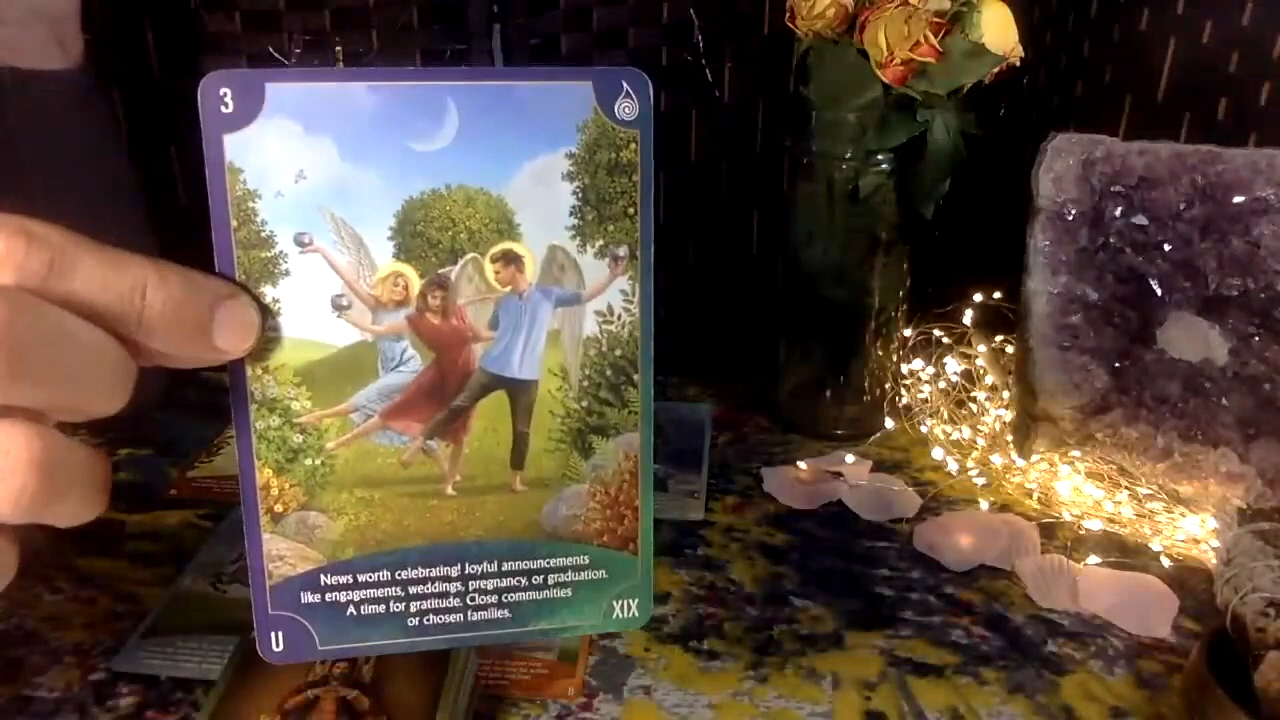 3
News worth celebrating! Joyful announcements
like engagements, weddings, pregnancy, or graduation.
A time for gratitude. Close communities
or chosen families.
U
XIX